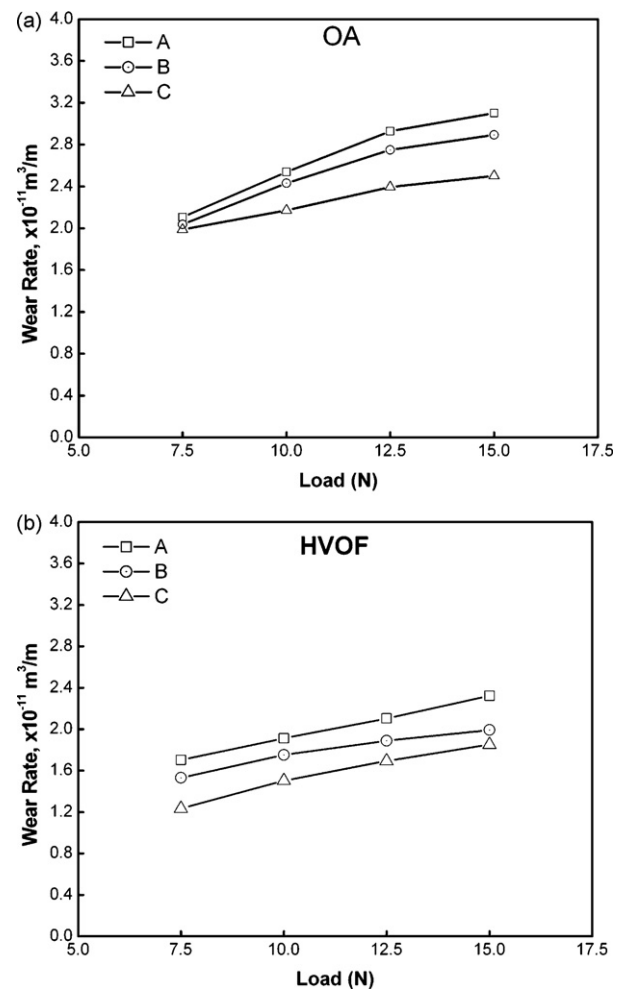 (a)
OA
A
B
C
4.0
3.6
3.2
2.8
2.4
2.0
1.6
1.2
0.8
0.4
0.0
Wear Rate, x10⁻¹¹ m³/m
5.0 7.5 10.0 12.5 15.0 17.5
Load (N)
(b)
HVOF
A
B
C
4.0
3.6
3.2
2.8
2.4
2.0
1.6
1.2
0.8
0.4
0.0
Wear Rate, x10⁻¹¹ m³/m
5.0 7.5 10.0 12.5 15.0 17.5
Load (N)